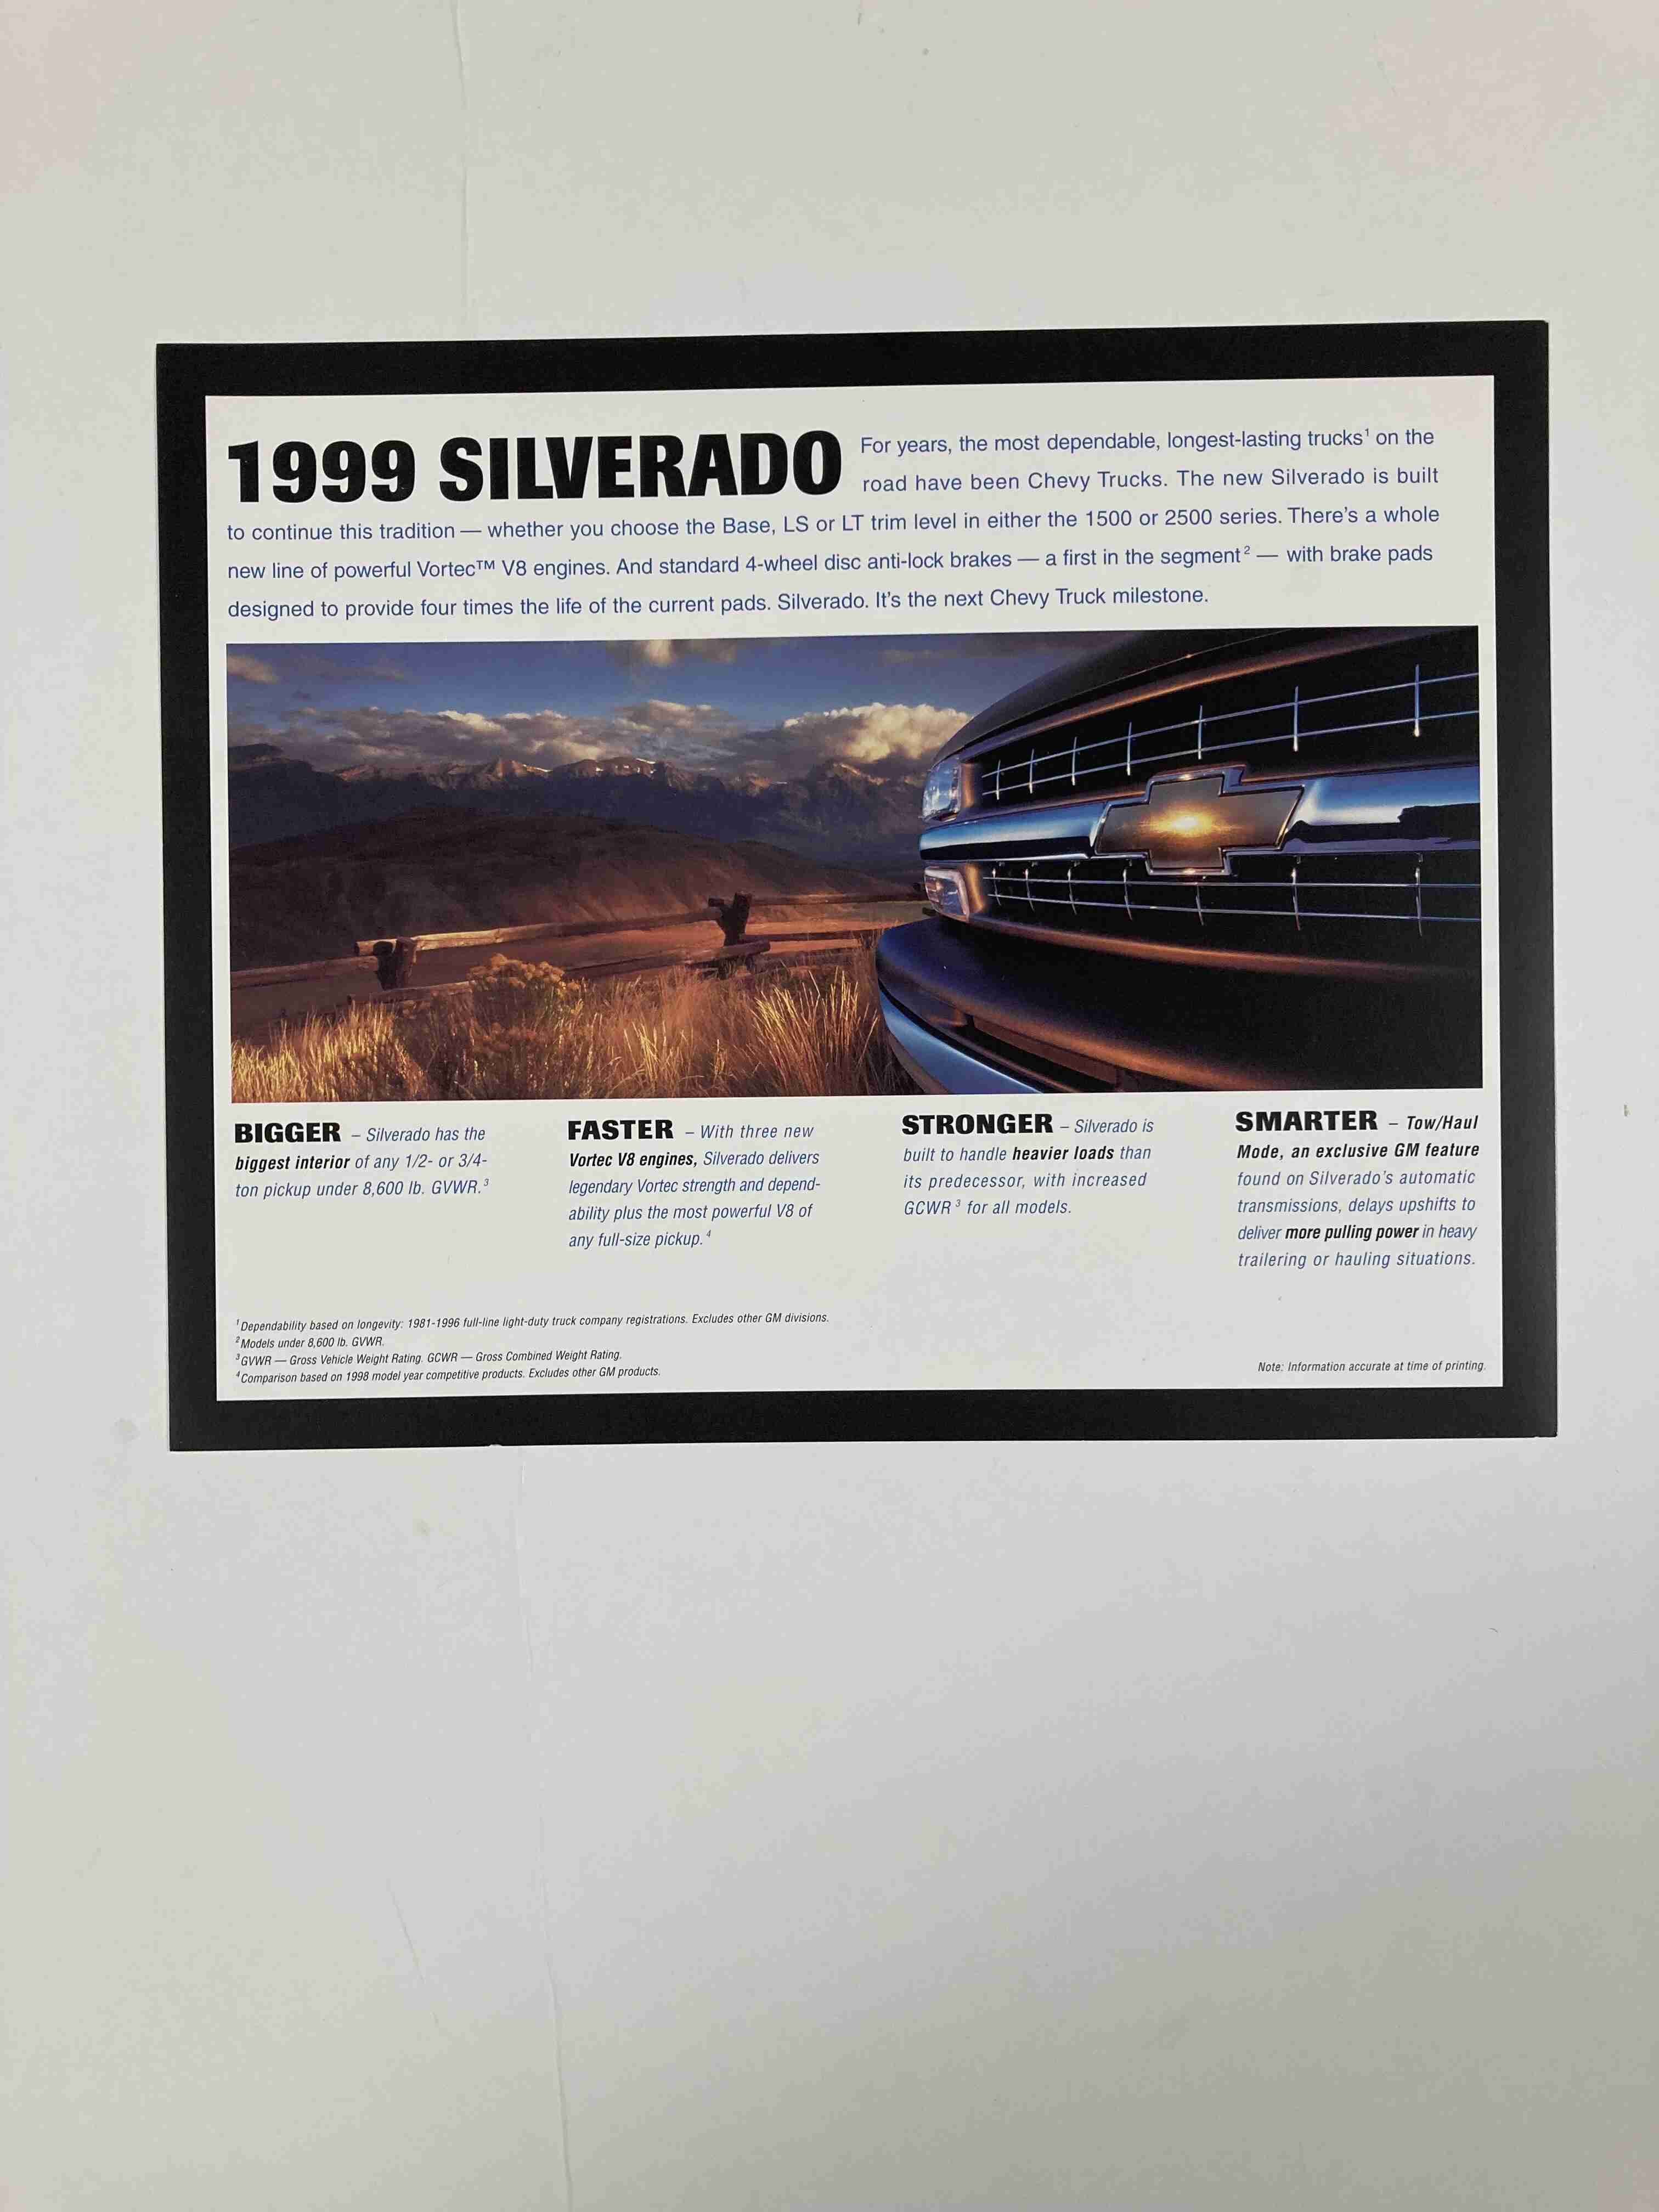 1999 SILVERADO For years, the most dependable, longest-lasting trucks¹ on the
road have been Chevy Trucks. The new Silverado is built
to continue this tradition — whether you choose the Base, LS or LT trim level in either the 1500 or 2500 series. There's a whole
new line of powerful Vortec™ V8 engines. And standard 4-wheel disc anti-lock brakes — a first in the segment² — with brake pads
designed to provide four times the life of the current pads. Silverado. It's the next Chevy Truck milestone.
BIGGER – Silverado has the
biggest interior of any 1/2- or 3/4-
ton pickup under 8,600 lb. GVWR.³
FASTER – With three new
Vortec V8 engines, Silverado delivers
legendary Vortec strength and depend-
ability plus the most powerful V8 of
any full-size pickup.⁴
STRONGER – Silverado is
built to handle heavier loads than
its predecessor, with increased
GCWR³ for all models.
SMARTER – Tow/Haul
Mode, an exclusive GM feature
found on Silverado's automatic
transmissions, delays upshifts to
deliver more pulling power in heavy
trailering or hauling situations.
¹Dependability based on longevity: 1981-1996 full-line light-duty truck company registrations. Excludes other GM divisions.
²Models under 8,600 lb. GVWR.
³GVWR — Gross Vehicle Weight Rating. GCWR — Gross Combined Weight Rating.
⁴Comparison based on 1998 model year competitive products. Excludes other GM products.
Note: Information accurate at time of printing.